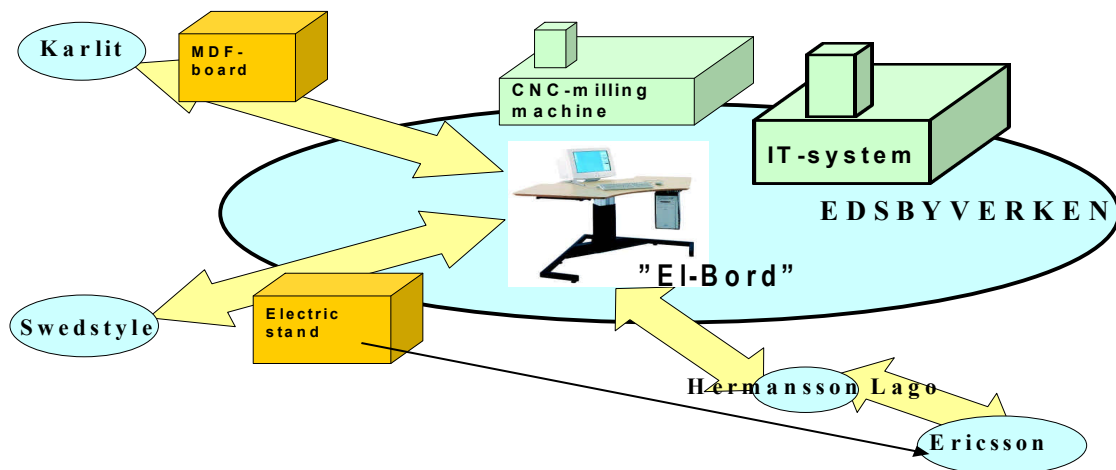 Karlit
MDF-
board
CNC-milling
machine
IT-system
EDSBYVERKEN
"El-Bord"
Swedstyle
Electric
stand
Hermansson Lago
Ericsson